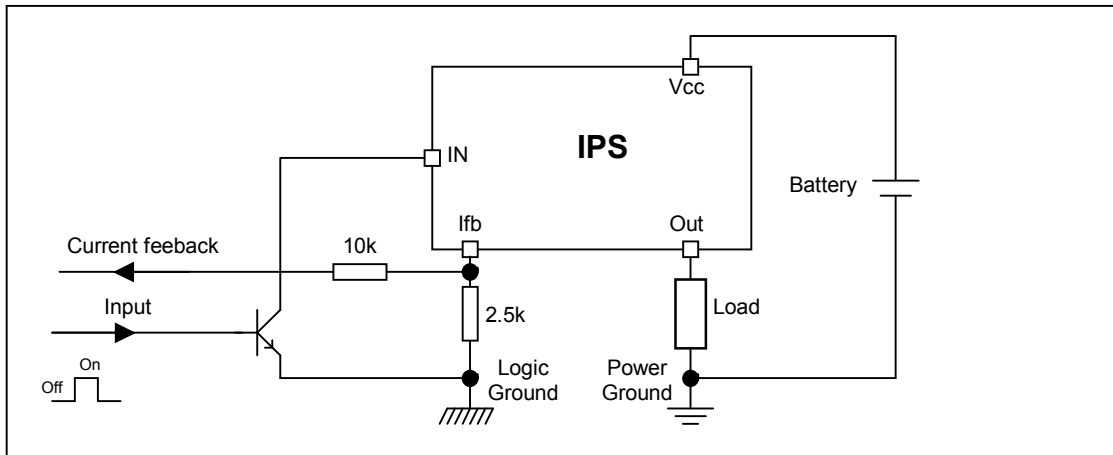 Vcc
IPS
IN
Battery
Ifb
Out
Current feeback
10k
Input
2.5k
Load
On
Off
Logic
Ground
Power
Ground